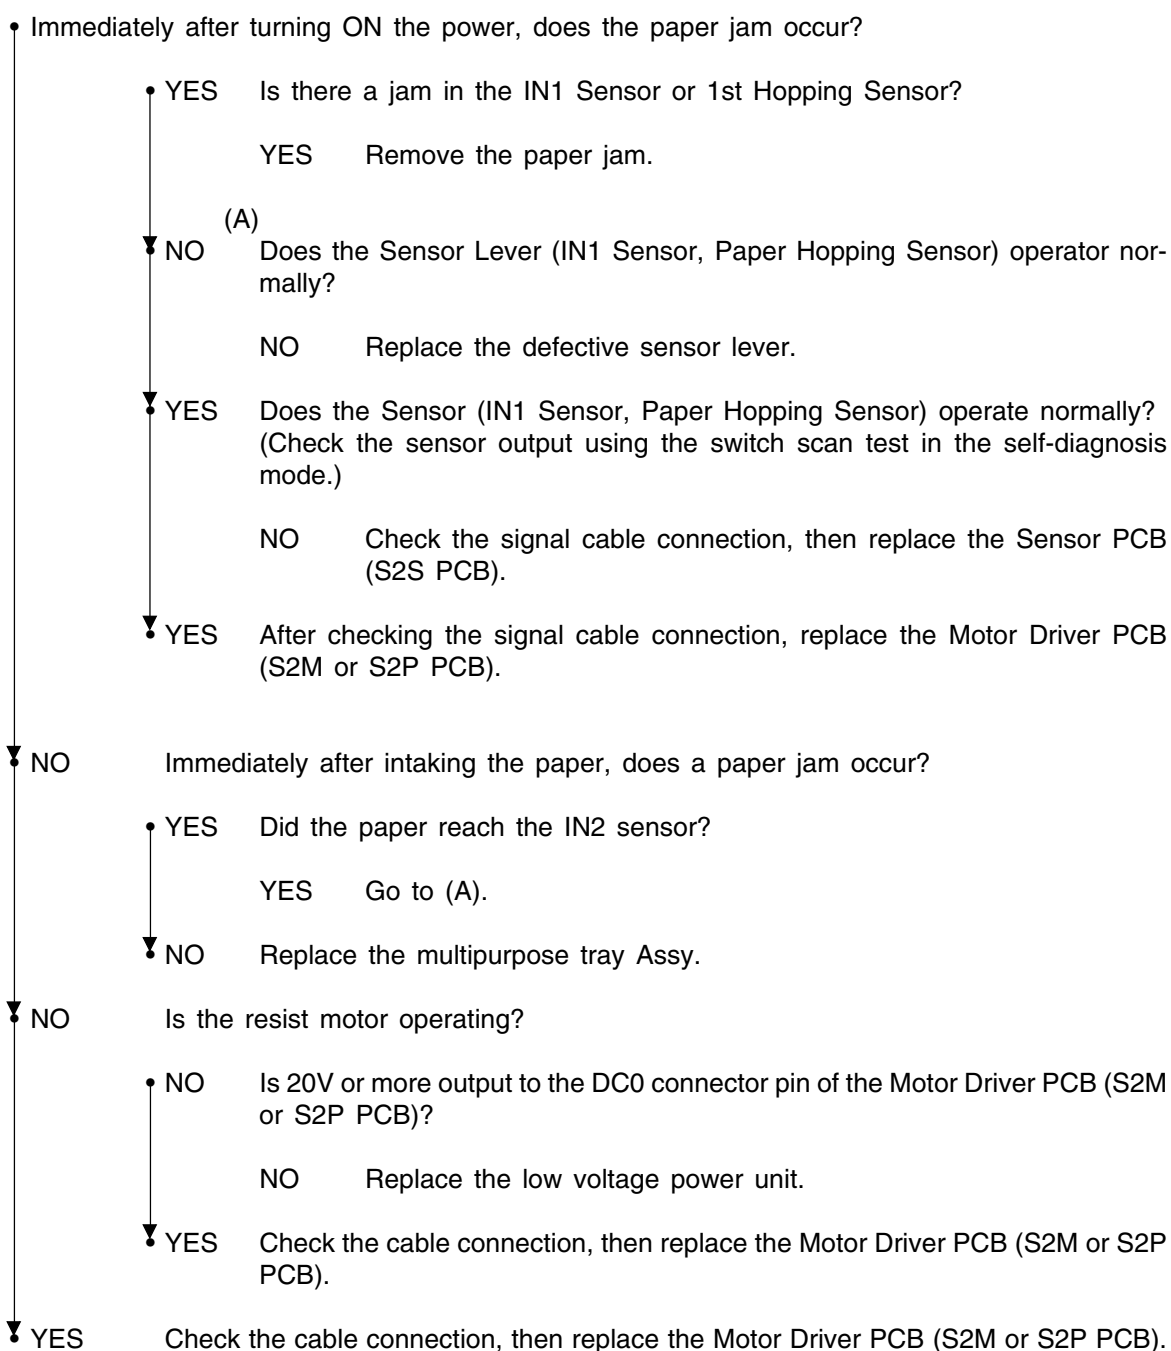 Immediately after turning ON the power, does the paper jam occur?
YES Is there a jam in the IN1 Sensor or 1st Hopping Sensor?
YES Remove the paper jam.
(A)
NO Does the Sensor Lever (IN1 Sensor, Paper Hopping Sensor) operator nor-
mally?
NO Replace the defective sensor lever.
YES Does the Sensor (IN1 Sensor, Paper Hopping Sensor) operate normally?
(Check the sensor output using the switch scan test in the self-diagnosis
mode.)
NO Check the signal cable connection, then replace the Sensor PCB
(S2S PCB).
YES After checking the signal cable connection, replace the Motor Driver PCB
(S2M or S2P PCB).
NO Immediately after intaking the paper, does a paper jam occur?
YES Did the paper reach the IN2 sensor?
YES Go to (A).
NO Replace the multipurpose tray Assy.
NO Is the resist motor operating?
NO Is 20V or more output to the DC0 connector pin of the Motor Driver PCB (S2M
or S2P PCB)?
NO Replace the low voltage power unit.
YES Check the cable connection, then replace the Motor Driver PCB (S2M or S2P
PCB).
YES Check the cable connection, then replace the Motor Driver PCB (S2M or S2P PCB).